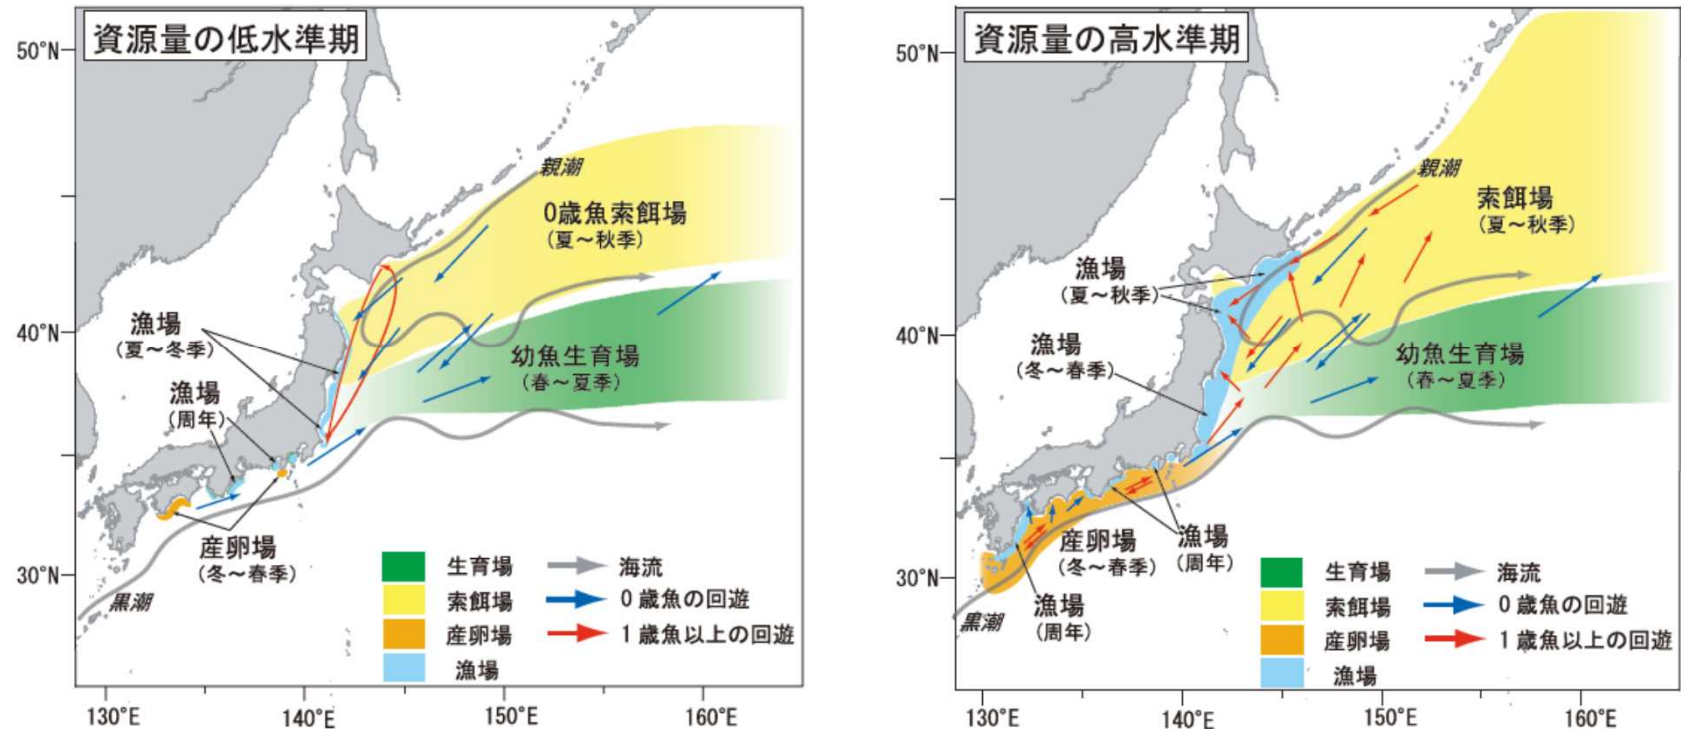 資源量の低水準期
50°N
40°N
30°N
130°E
140°E
150°E
160°E
親潮
0歳魚索餌場
(夏～秋季)
漁場
(夏～冬季)
幼魚生育場
(春～夏季)
漁場
(周年)
産卵場
(冬～春季)
黒潮
生育場
索餌場
産卵場
漁場
海流
0歳魚の回遊
1歳魚以上の回遊
資源量の高水準期
50°N
40°N
30°N
130°E
140°E
150°E
160°E
親潮
索餌場
(夏～秋季)
漁場
(夏～秋季)
漁場
(冬～春季)
幼魚生育場
(春～夏季)
産卵場
(冬～春季)
漁場
(周年)
漁場
(周年)
黒潮
生育場
索餌場
産卵場
漁場
海流
0歳魚の回遊
1歳魚以上の回遊